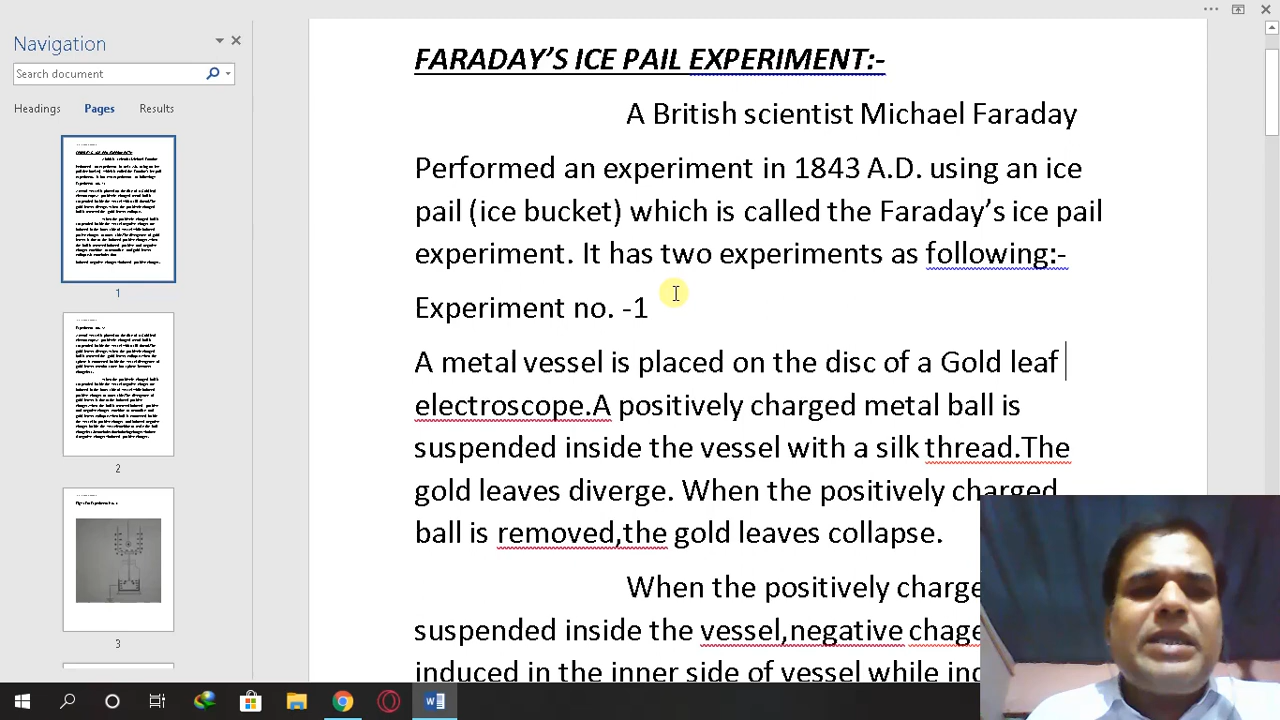 Navigation
Search document
Headings Pages Results
1
2
3
FARADAY’S ICE PAIL EXPERIMENT:-
A British scientist Michael Faraday
Performed an experiment in 1843 A.D. using an ice
pail (ice bucket) which is called the Faraday’s ice pail
experiment. It has two experiments as following:-
Experiment no. -1
A metal vessel is placed on the disc of a Gold leaf
electroscope.A positively charged metal ball is
suspended inside the vessel with a silk thread.The
gold leaves diverge. When the positively charged
ball is removed,the gold leaves collapse.
When the positively
suspended inside the vessel,negative
induced in the inner side of vessel while